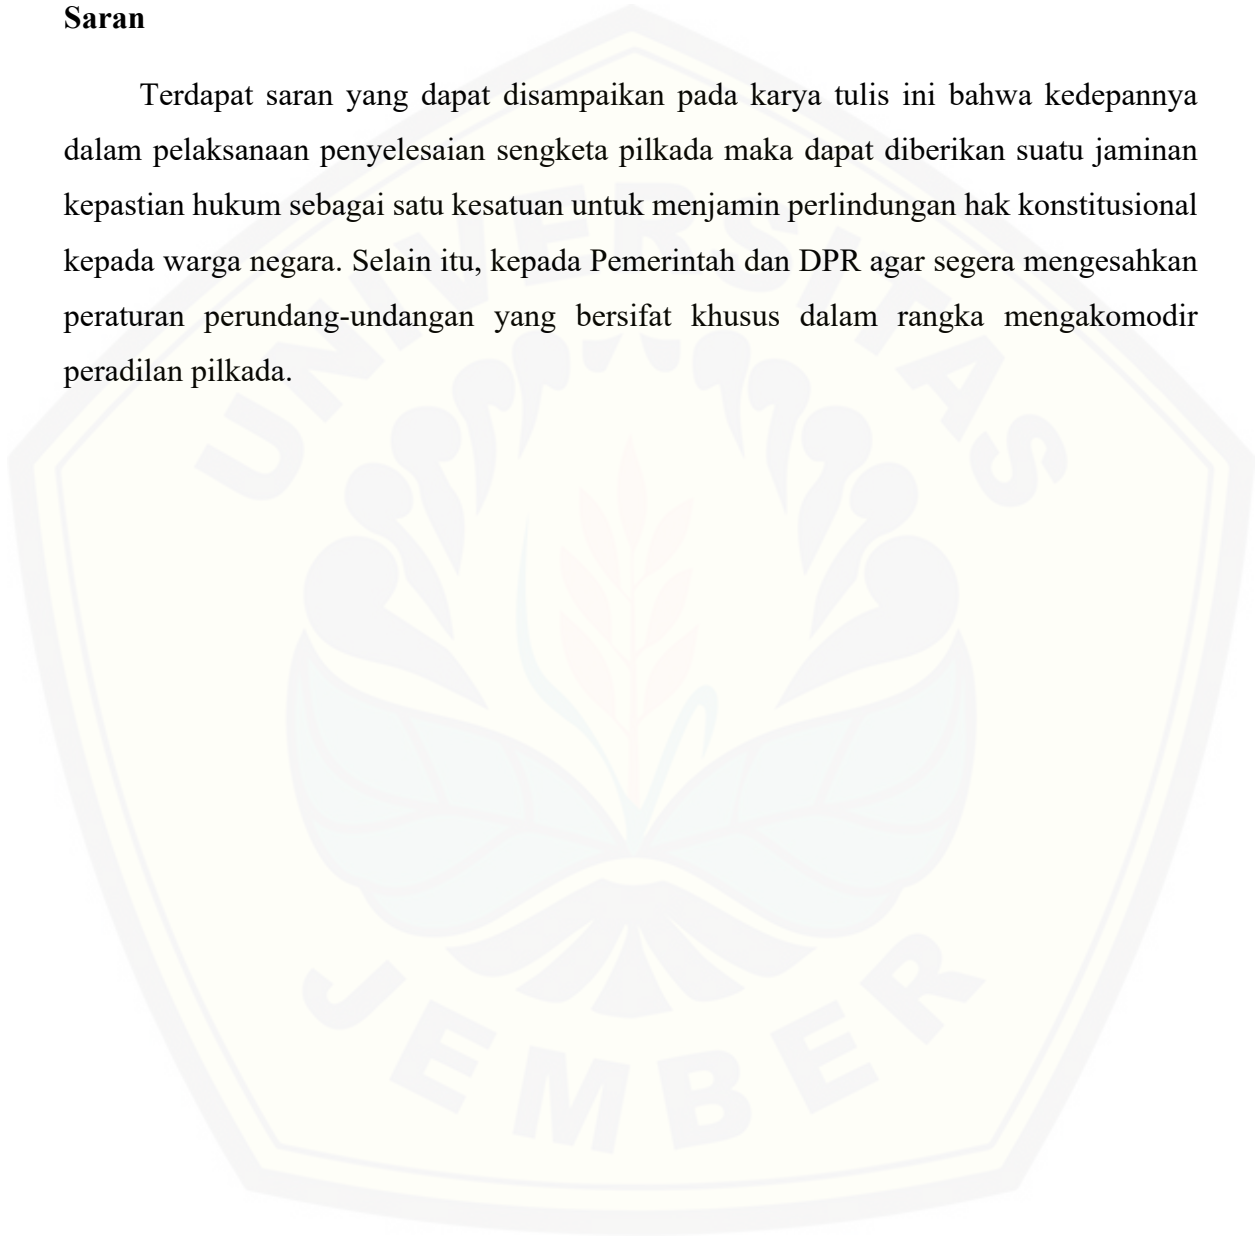 Saran
Terdapat saran yang dapat disampaikan pada karya tulis ini bahwa kedepannya
dalam pelaksanaan penyelesaian sengketa pilkada maka dapat diberikan suatu jaminan
kepastian hukum sebagai satu kesatuan untuk menjamin perlindungan hak konstitusional
kepada warga negara. Selain itu, kepada Pemerintah dan DPR agar segera mengesahkan
peraturan perundang-undangan yang bersifat khusus dalam rangka mengakomodir
peradilan pilkada.
UNIVERSITAS
JEMBER